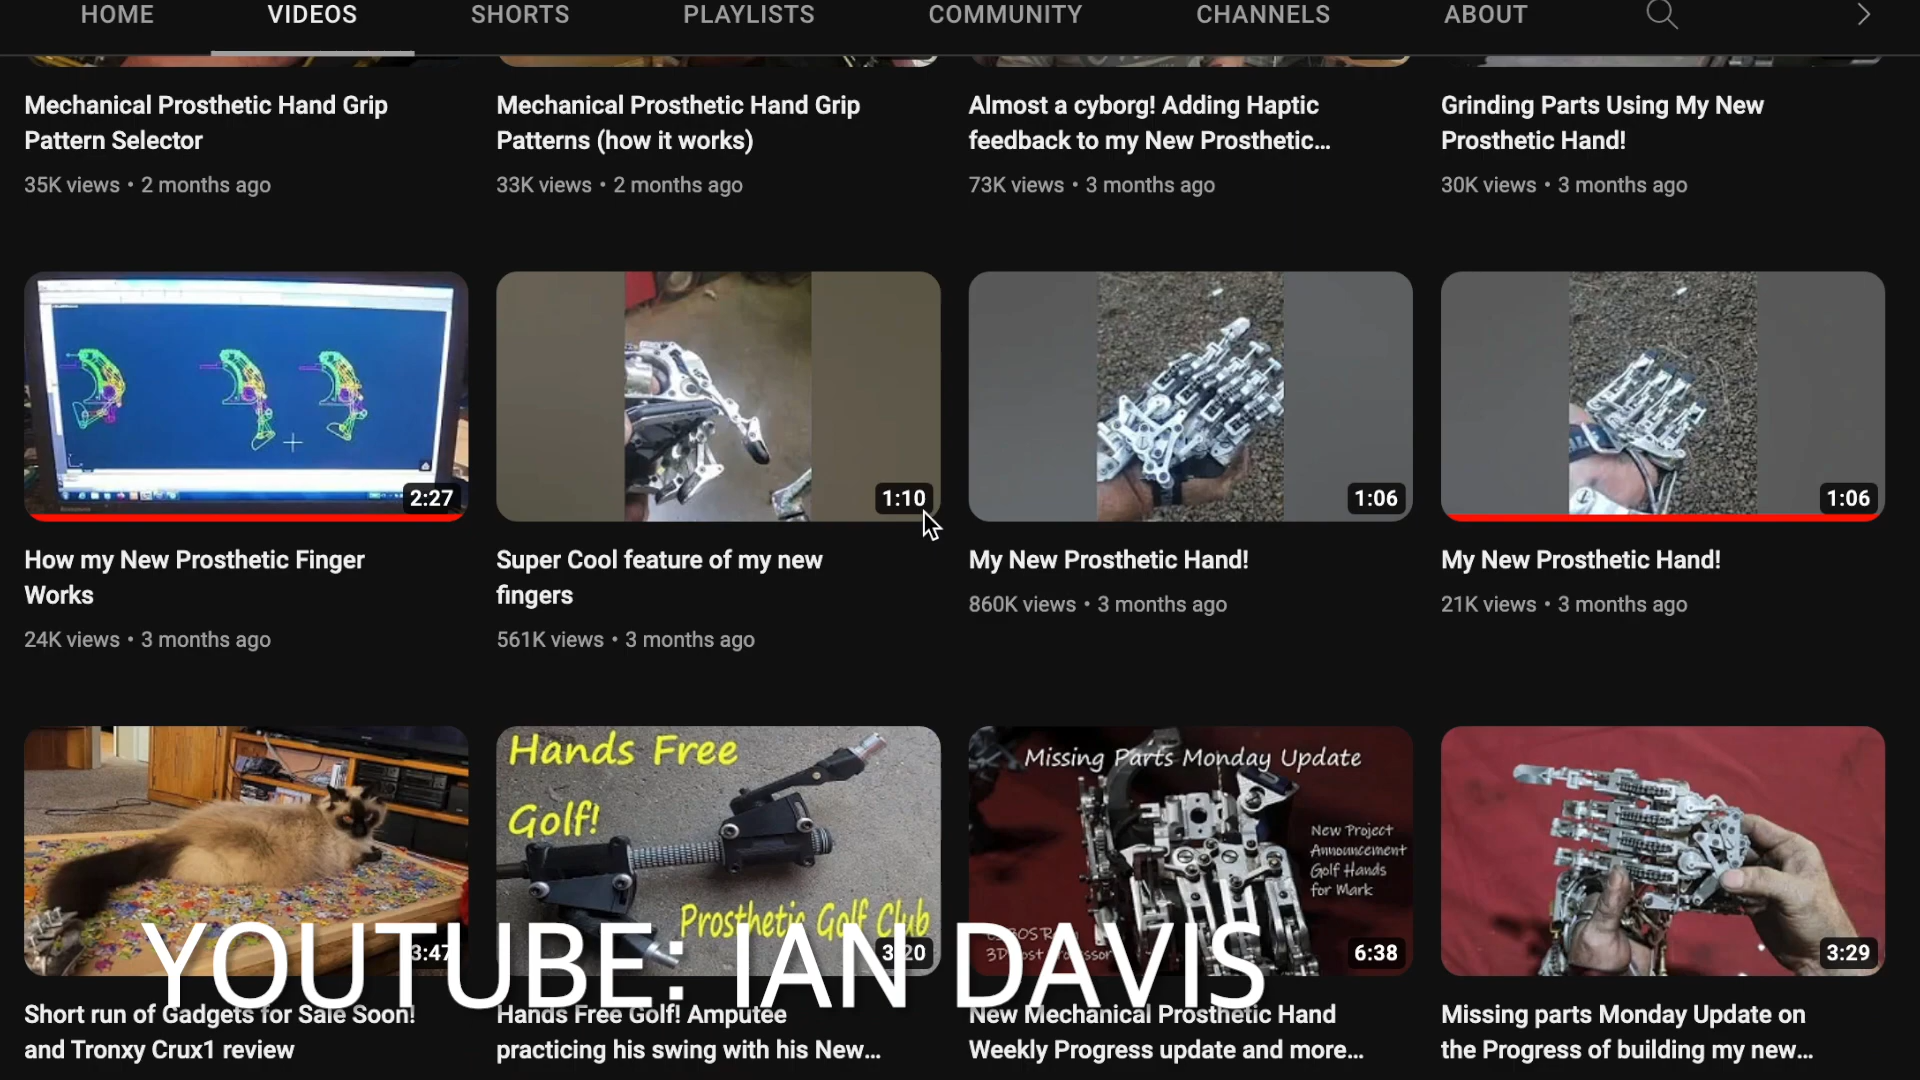 HOME VIDEOS SHORTS PLAYLISTS COMMUNITY CHANNELS ABOUT
Mechanical Prosthetic Hand Grip
Pattern Selector
35K views • 2 months ago
Mechanical Prosthetic Hand Grip
Patterns (how it works)
33K views • 2 months ago
Almost a cyborg! Adding Haptic
feedback to my New Prosthetic...
73K views • 3 months ago
Grinding Parts Using My New
Prosthetic Hand!
30K views • 3 months ago
2:27
How my New Prosthetic Finger
Works
24K views • 3 months ago
1:10
Super Cool feature of my new
fingers
561K views • 3 months ago
1:06
My New Prosthetic Hand!
860K views • 3 months ago
1:06
My New Prosthetic Hand!
21K views • 3 months ago
3:47
Short run of Gadgets for Sale Soon!
and Tronxy Crux1 review
Hands Free
Golf!
Prosthetic Golf Club
3:20
Hands Free Golf! Amputee
practicing his swing with his New...
Missing Parts Monday Update
New Project
Announcement
Golf Hands
for Mark
6:38
New Mechanical Prosthetic Hand
Weekly Progress update and more...
3:29
Missing parts Monday Update on
the Progress of building my new...
YOUTUBE: IAN DAVIS